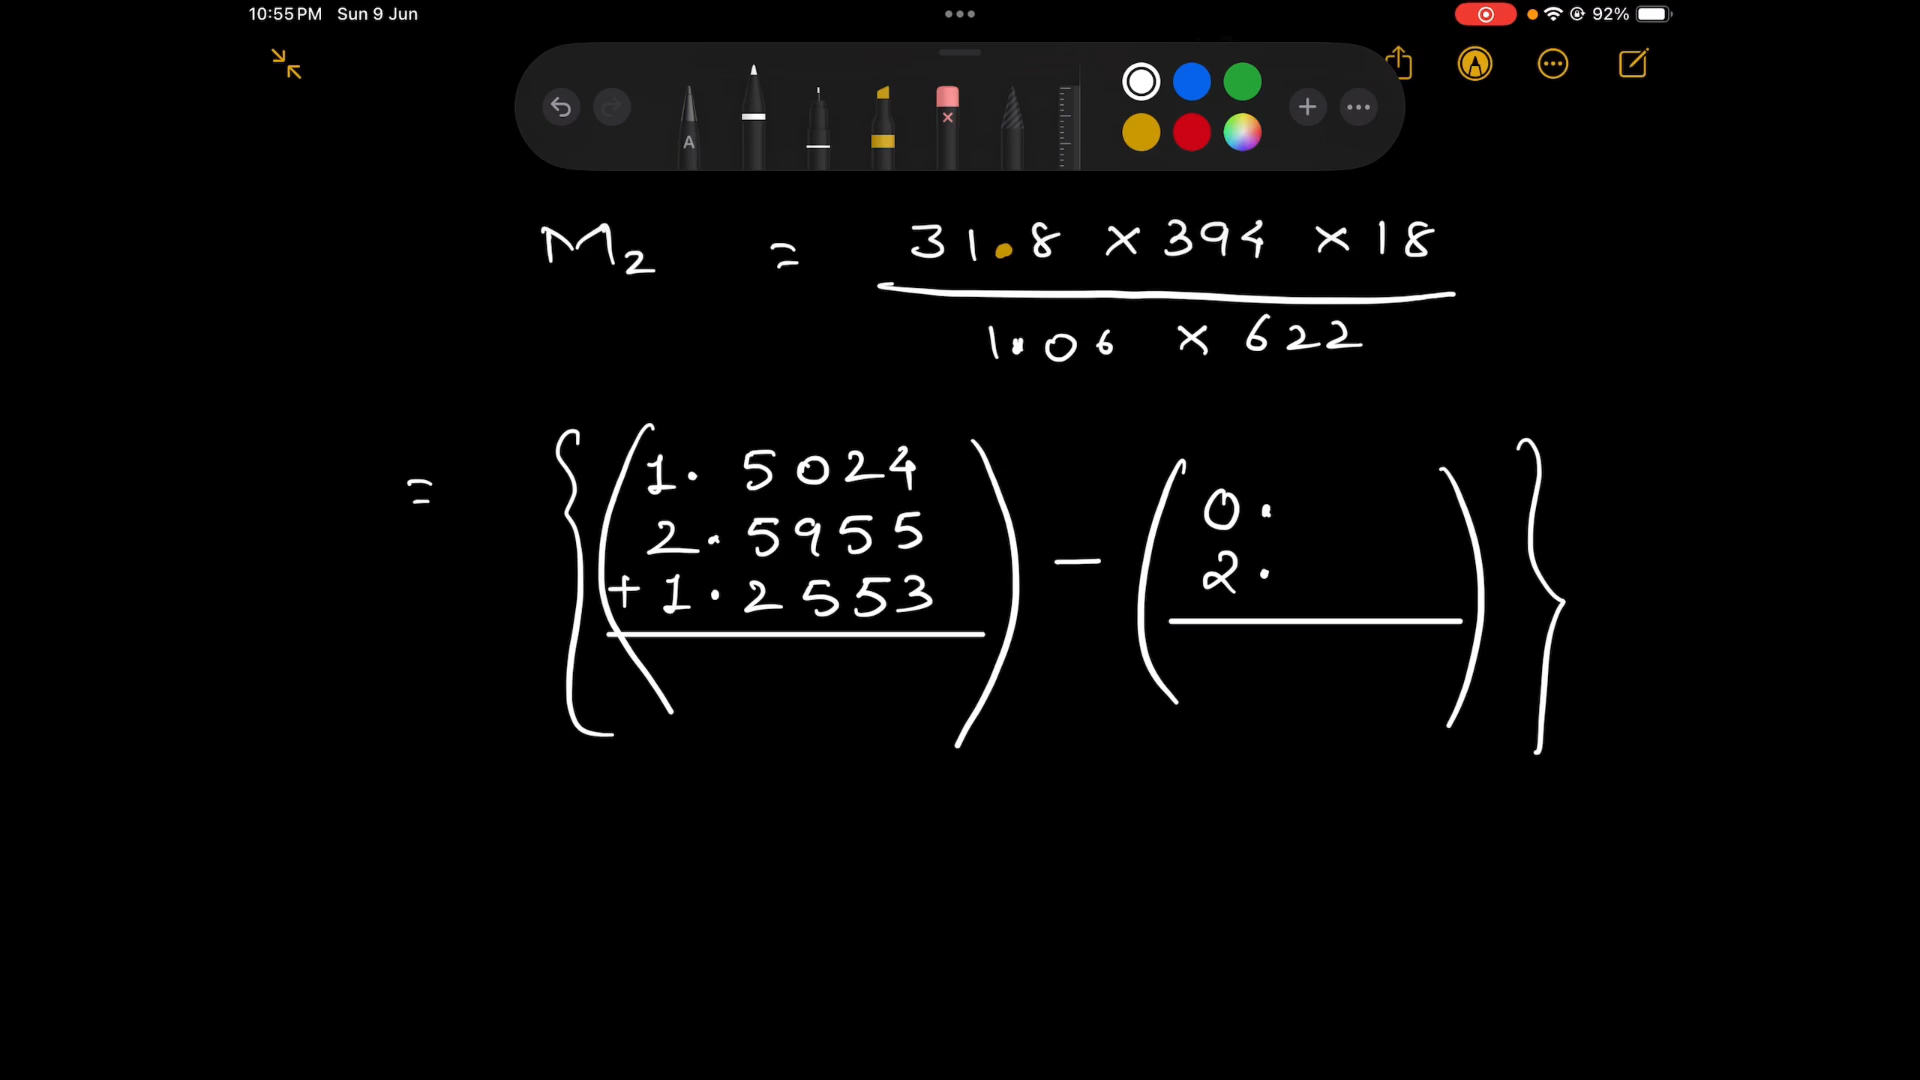 10:55 PM Sun 9 Jun
92%
A
M₂ = 31.8 × 394 × 18
1.06 × 622
= { ( 1. 5024
2. 5955
+ 1. 2553 ) − ( 0.
2. ) }